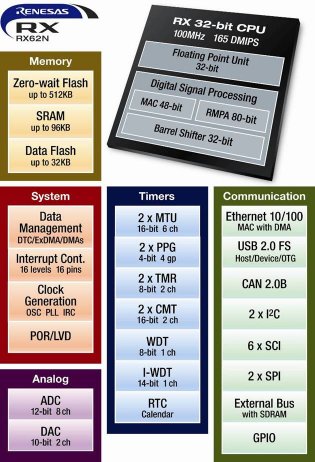 RENESAS
RX
RX62N
RX 32-bit CPU
100MHz 165 DMIPS
Floating Point Unit
32-bit
Digital Signal Processing
MAC 48-bit
RMPA 80-bit
Barrel Shifter 32-bit
Memory
Zero-wait Flash
up to 512KB
SRAM
up to 96KB
Data Flash
up to 32KB
System
Data
Management
DTC/ExDMA/DMAs
Interrupt Cont.
16 levels 16 pins
Clock
Generation
OSC PLL IRC
POR/LVD
Analog
ADC
12-bit 8 ch
DAC
10-bit 2 ch
Timers
2 x MTU
16-bit 6 ch
2 x PPG
4-bit 4 gp
2 x TMR
8-bit 2 ch
2 x CMT
16-bit 2 ch
WDT
8-bit 1 ch
I-WDT
14-bit 1 ch
RTC
Calendar
Communication
Ethernet 10/100
MAC with DMA
USB 2.0 FS
Host/Device/OTG
CAN 2.0B
2 x I²C
6 x SCI
2 x SPI
External Bus
with SDRAM
GPIO